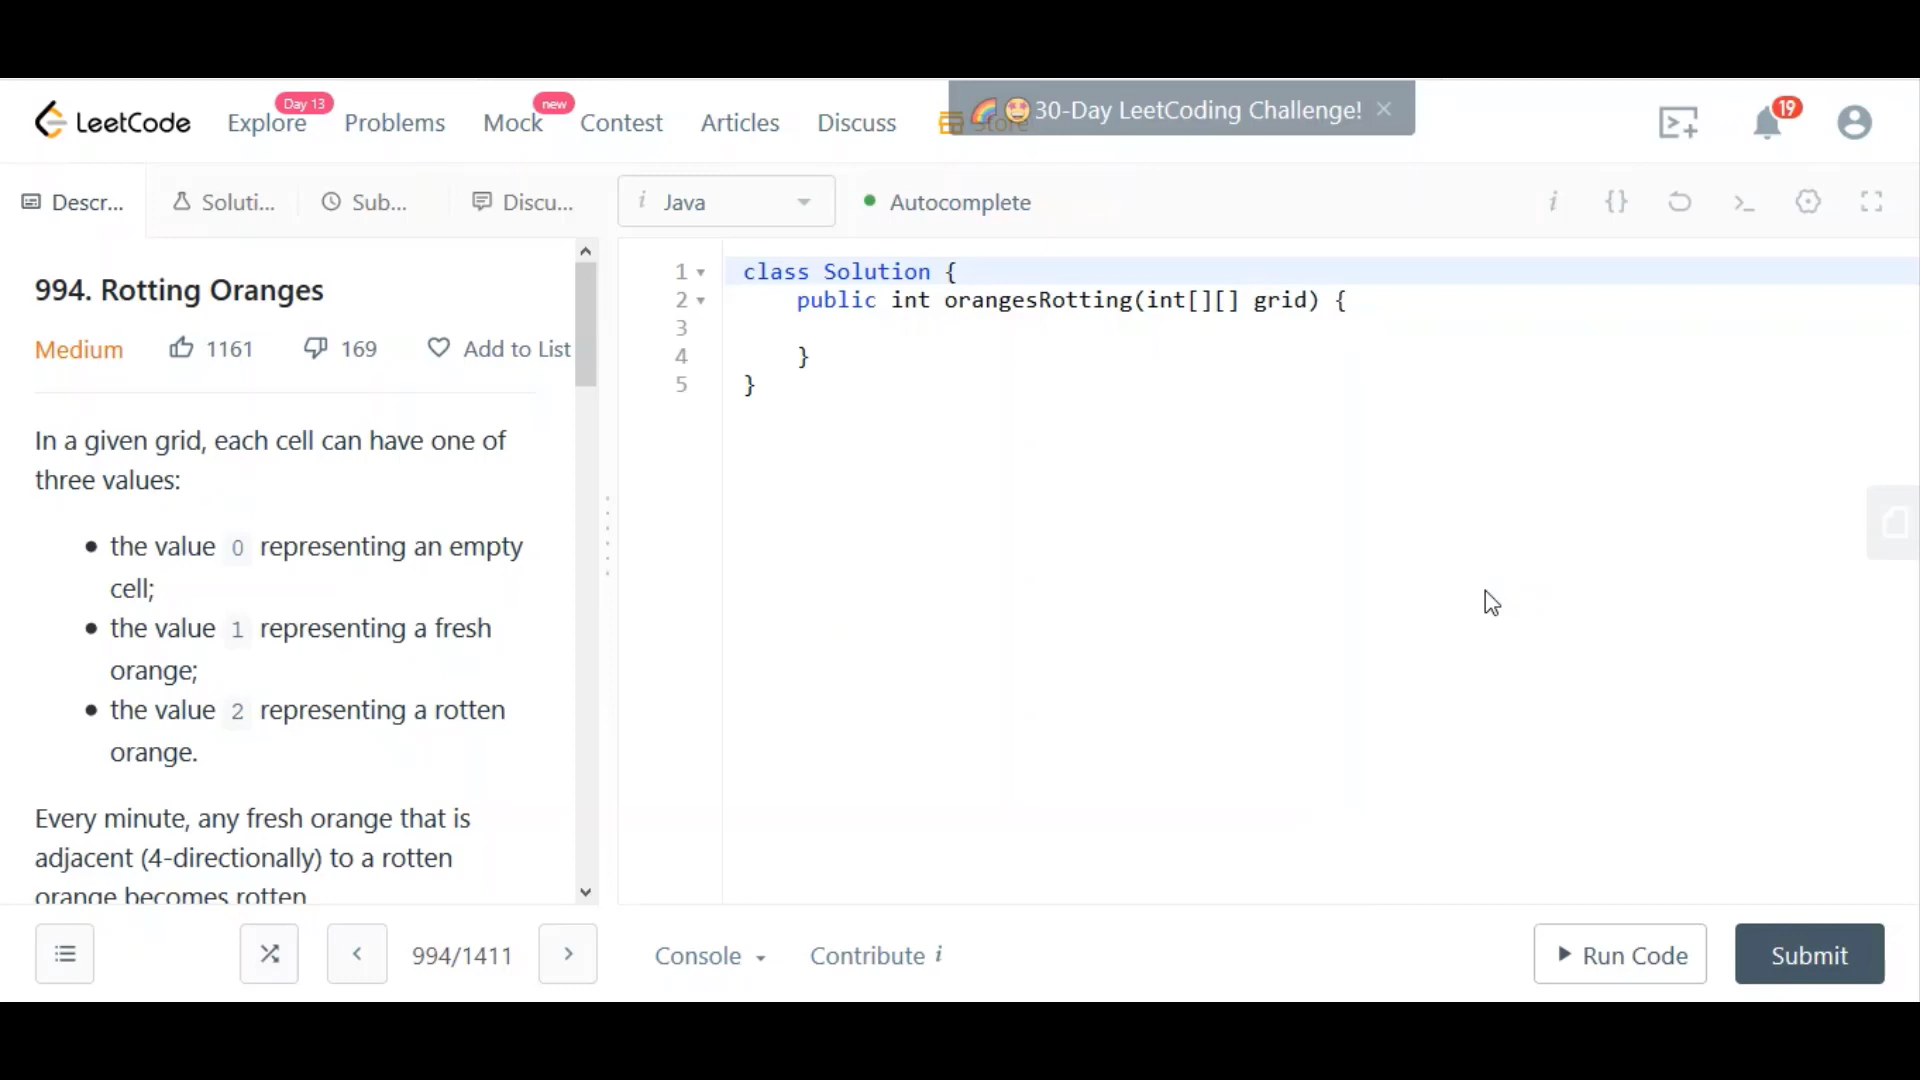 LeetCode
Day 13
Explore
Problems
new
Mock
Contest
Articles
Discuss
Store
30-Day LeetCoding Challenge!
19
Descr...
Soluti...
Sub...
Discu...
i Java
Autocomplete
994. Rotting Oranges
Medium
1161
169
Add to List
In a given grid, each cell can have one of
three values:
• the value 0 representing an empty
cell;
• the value 1 representing a fresh
orange;
• the value 2 representing a rotten
orange.
Every minute, any fresh orange that is
adjacent (4-directionally) to a rotten
orange becomes rotten
1 class Solution {
2 public int orangesRotting(int[][] grid) {
3
4 }
5 }
994/1411
Console
Contribute i
Run Code
Submit